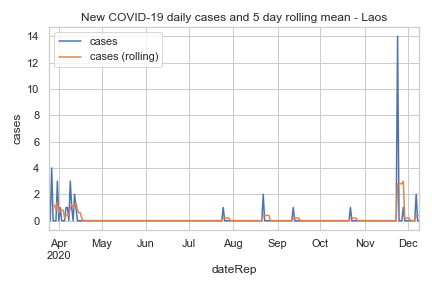 New COVID-19 daily cases and 5 day rolling mean - Laos
cases
cases (rolling)
cases
14
12
10
8
6
4
2
0
Apr May Jun Jul Aug Sep Oct Nov Dec
2020
dateRep